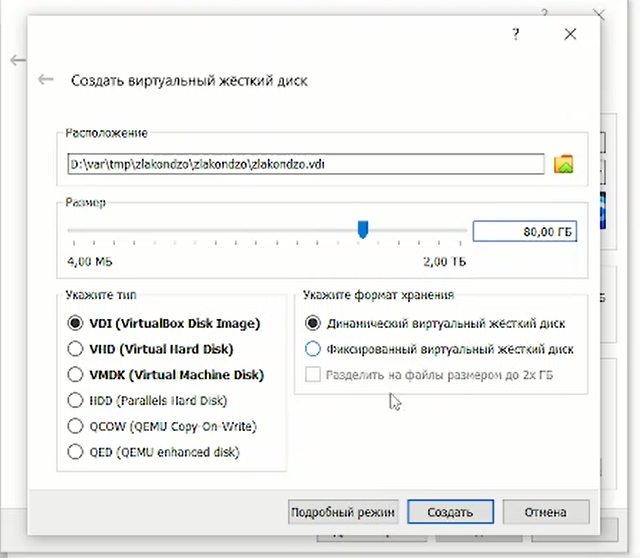 ?
Создать виртуальный жёсткий диск
Расположение
D:\var\tmp\zlakondzo\zlakondzo\zlakondzo.vdi
Размер
80,00 ГБ
4,00 МБ
2,00 ТБ
Укажите тип
VDI (VirtualBox Disk Image)
VHD (Virtual Hard Disk)
VMDK (Virtual Machine Disk)
HDD (Parallels Hard Disk)
QCOW (QEMU Copy-On-Write)
QED (QEMU enhanced disk)
Укажите формат хранения
Динамический виртуальный жёсткий диск
Фиксированный виртуальный жёсткий диск
Разделить на файлы размером до 2х ГБ
Подробный режим
Создать
Отмена